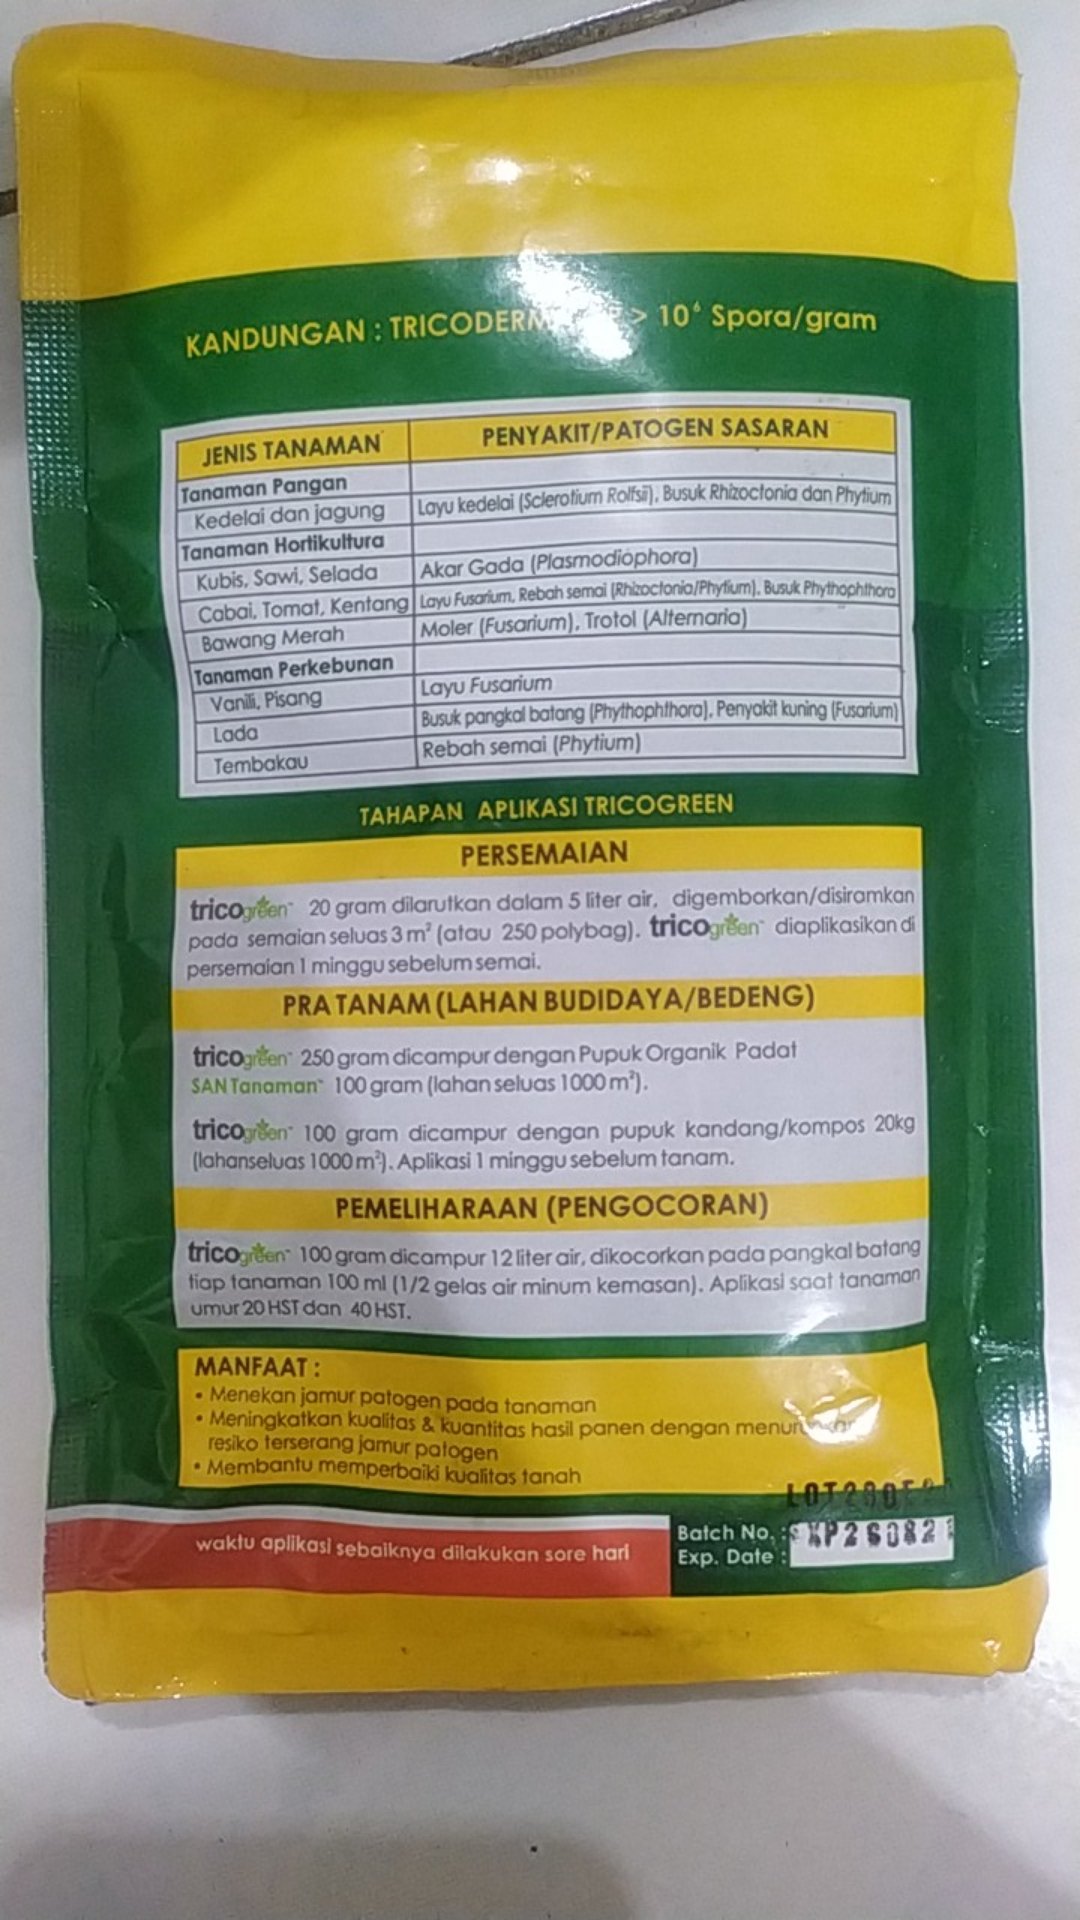 KANDUNGAN : TRICODERM > 10⁶ Spora/gram
JENIS TANAMAN PENYAKIT/PATOGEN SASARAN
Tanaman Pangan
Kedelai dan jagung Layu kedelai (Sclerotium Rolfsii), Busuk Rhizoctonia dan Phytium
Tanaman Hortikultura
Kubis, Sawi, Selada Akar Gada (Plasmodiophora)
Cabai, Tomat, Kentang Layu Fusarium, Rebah semai (Rhizoctonia/Phytium), Busuk Phythophthora
Bawang Merah Moler (Fusarium), Trotol (Alternaria)
Tanaman Perkebunan
Vanili, Pisang Layu Fusarium
Lada Busuk pangkal batang (Phythophthora), Penyakit kuning (Fusarium)
Tembakau Rebah semai (Phytium)
TAHAPAN APLIKASI TRICOGREEN
PERSEMAIAN
tricogreen™ 20 gram dilarutkan dalam 5 liter air, digemborkan/disiramkan
pada semaian seluas 3 m² (atau 250 polybag). tricogreen™ diaplikasikan di
persemaian 1 minggu sebelum semai.
PRA TANAM (LAHAN BUDIDAYA/BEDENG)
tricogreen™ 250 gram dicampur dengan Pupuk Organik Padat
SAN Tanaman™ 100 gram (lahan seluas 1000 m²).
tricogreen™ 100 gram dicampur dengan pupuk kandang/kompos 20kg
(lahanseluas 1000 m²). Aplikasi 1 minggu sebelum tanam.
PEMELIHARAAN (PENGOCORAN)
tricogreen™ 100 gram dicampur 12 liter air, dikocorkan pada pangkal batang
tiap tanaman 100 ml (1/2 gelas air minum kemasan). Aplikasi saat tanaman
umur 20 HST dan 40 HST.
MANFAAT :
• Menekan jamur patogen pada tanaman
• Meningkatkan kualitas & kuantitas hasil panen dengan menurunkan
resiko terserang jamur patogen
• Membantu memperbaiki kualitas tanah
waktu aplikasi sebaiknya dilakukan sore hari
Batch No. :
Exp. Date :